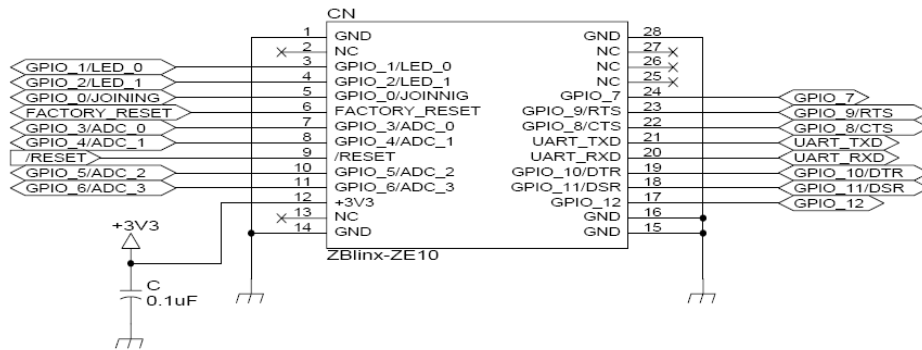 CN
1 GND GND 28
2 NC NC 27
GPIO_1/LED_0 3 GPIO_1/LED_0 NC 26
GPIO_2/LED_1 4 GPIO_2/LED_1 NC 25
GPIO_0/JOINING 5 GPIO_0/JOINNIG GPIO_7 24 GPIO_7
FACTORY_RESET 6 FACTORY_RESET GPIO_9/RTS 23 GPIO_9/RTS
GPIO_3/ADC_0 7 GPIO_3/ADC_0 GPIO_8/CTS 22 GPIO_8/CTS
GPIO_4/ADC_1 8 GPIO_4/ADC_1 UART_TXD 21 UART_TXD
/RESET 9 /RESET UART_RXD 20 UART_RXD
GPIO_5/ADC_2 10 GPIO_5/ADC_2 GPIO_10/DTR 19 GPIO_10/DTR
GPIO_6/ADC_3 11 GPIO_6/ADC_3 GPIO_11/DSR 18 GPIO_11/DSR
12 +3V3 GPIO_12 17 GPIO_12
13 NC GND 16
14 GND GND 15
+3V3
ZBlinx-ZE10
C
0.1uF